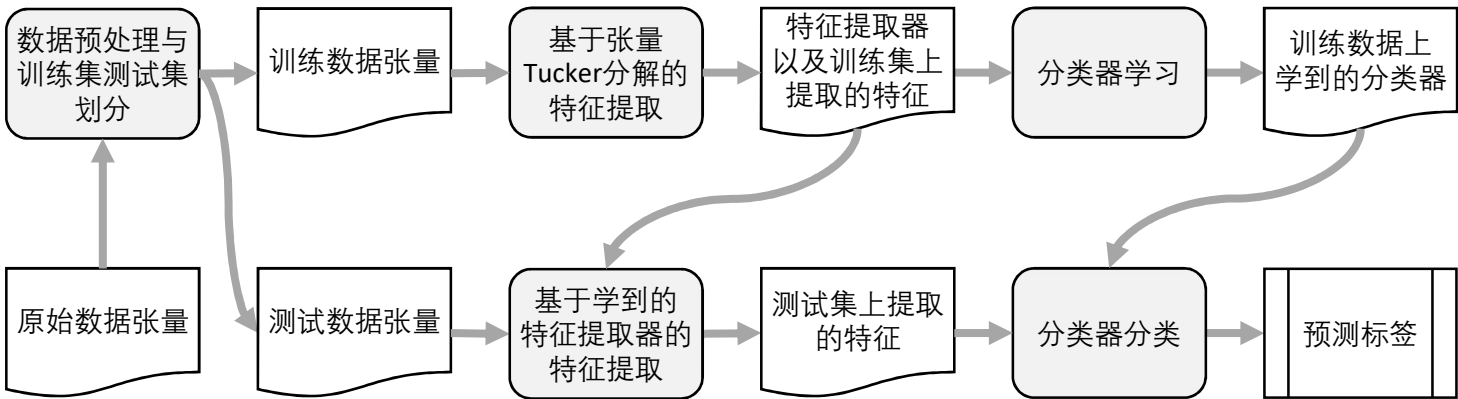 数据预处理与
训练集测试集
划分
训练数据张量
基于张量
Tucker分解的
特征提取
特征提取器
以及训练集上
提取的特征
分类器学习
训练数据上
学到的分类器
原始数据张量
测试数据张量
基于学到的
特征提取器的
特征提取
测试集上提取
的特征
分类器分类
预测标签